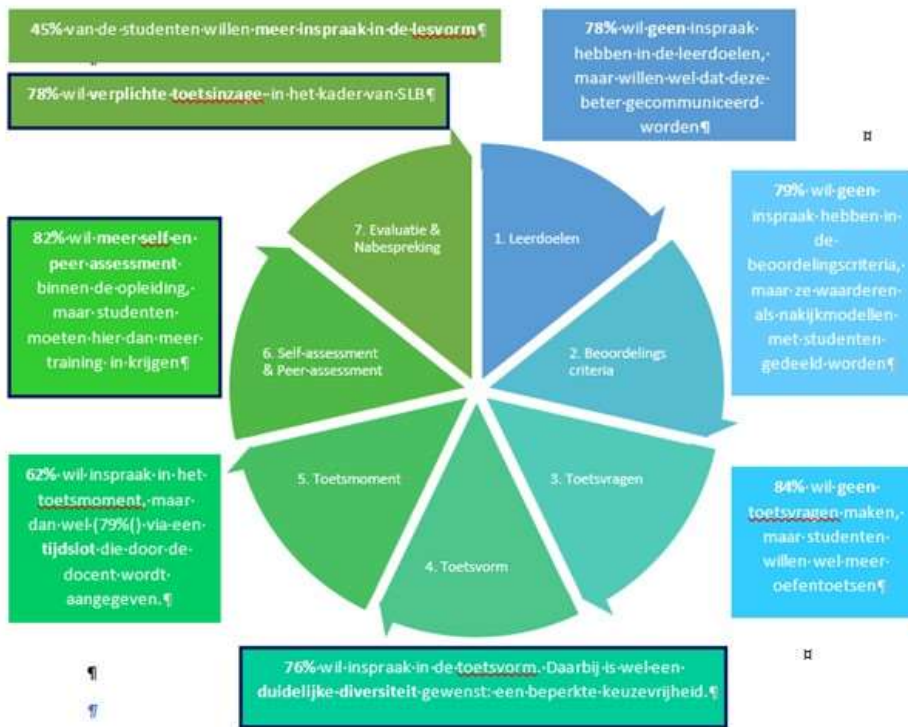 45% van de studenten willen meer inspraak in de lesvorm¶
¶
78% wil verplichte toetsinzage in het kader van SLB¶
78% wil geen inspraak
hebben in de leerdoelen,
maar willen wel dat deze
beter gecommuniceerd
worden¶
¤
79% wil geen
inspraak hebben in
de
beoordelingscriteria,
maar ze waarderen
als nakijkmodellen
met studenten
gedeeld worden¶
84% wil geen
toetsvragen maken,
maar studenten
willen wel meer
oefentoetsen¶
¤
76% wil inspraak in de toetsvorm. Daarbij is wel een
duidelijke diversiteit gewenst: een beperkte keuzevrijheid.¶
62% wil inspraak in het
toetsmoment, maar
dan wel (79%() via een
tijdslot die door de
docent wordt
aangegeven.¶
¶
¶
82% wil meer self en
peer assessment
binnen de opleiding,
maar studenten
moeten hier dan meer
training in krijgen¶
1. Leerdoelen
2. Beoordelings
criteria
3. Toetsvragen
4. Toetsvorm
5. Toetsmoment
6. Self-assessment
& Peer-assessment
7. Evaluatie &
Nabespreking